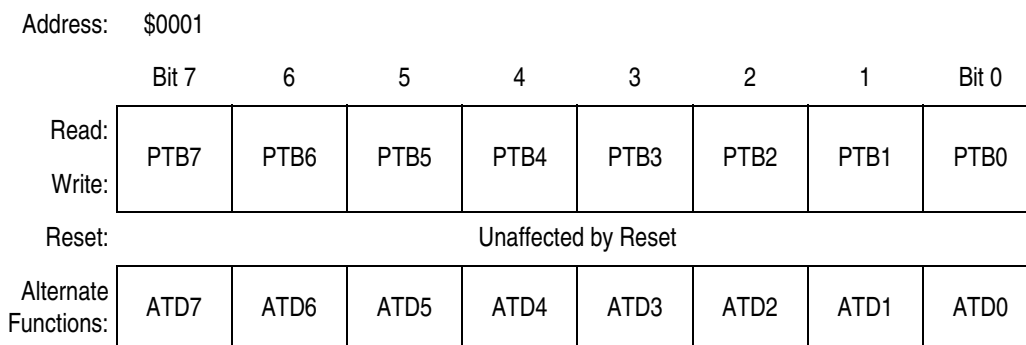 Address: $0001
Bit 7 6 5 4 3 2 1 Bit 0
Read:
PTB7 PTB6 PTB5 PTB4 PTB3 PTB2 PTB1 PTB0
Write:
Reset: Unaffected by Reset
Alternate
Functions: ATD7 ATD6 ATD5 ATD4 ATD3 ATD2 ATD1 ATD0